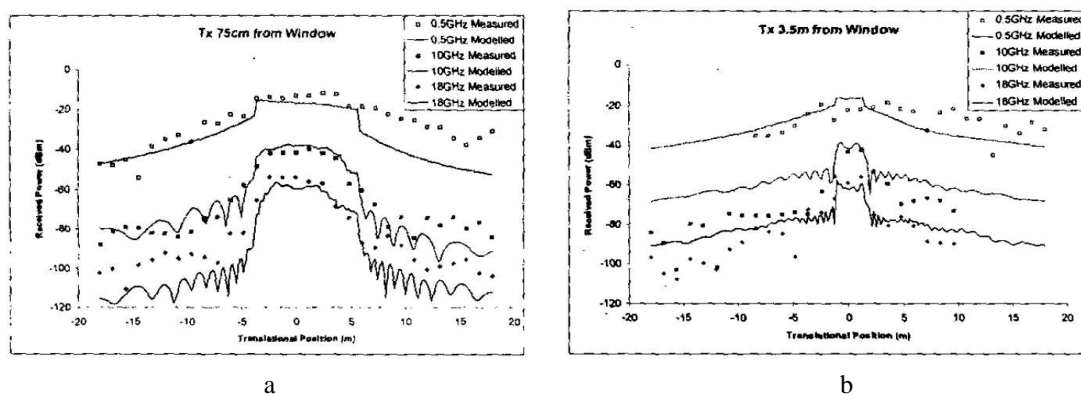 Tx 75cm from Window
0.5GHz Measured
0.5GHz Modelled
10GHz Measured
10GHz Modelled
18GHz Measured
18GHz Modelled
0
-20
-40
-60
-80
-100
-120
Received Power (dBm)
-20 -15 -10 -5 0 5 10 15 20
Translational Position (m)
a
Tx 3.5m from Window
0.5GHz Measured
0.5GHz Modelled
10GHz Measured
10GHz Modelled
18GHz Measured
18GHz Modelled
0
-20
-40
-60
-80
-100
-120
Received Power (dBm)
-20 -15 -10 -5 0 5 10 15 20
Translational Position (m)
b